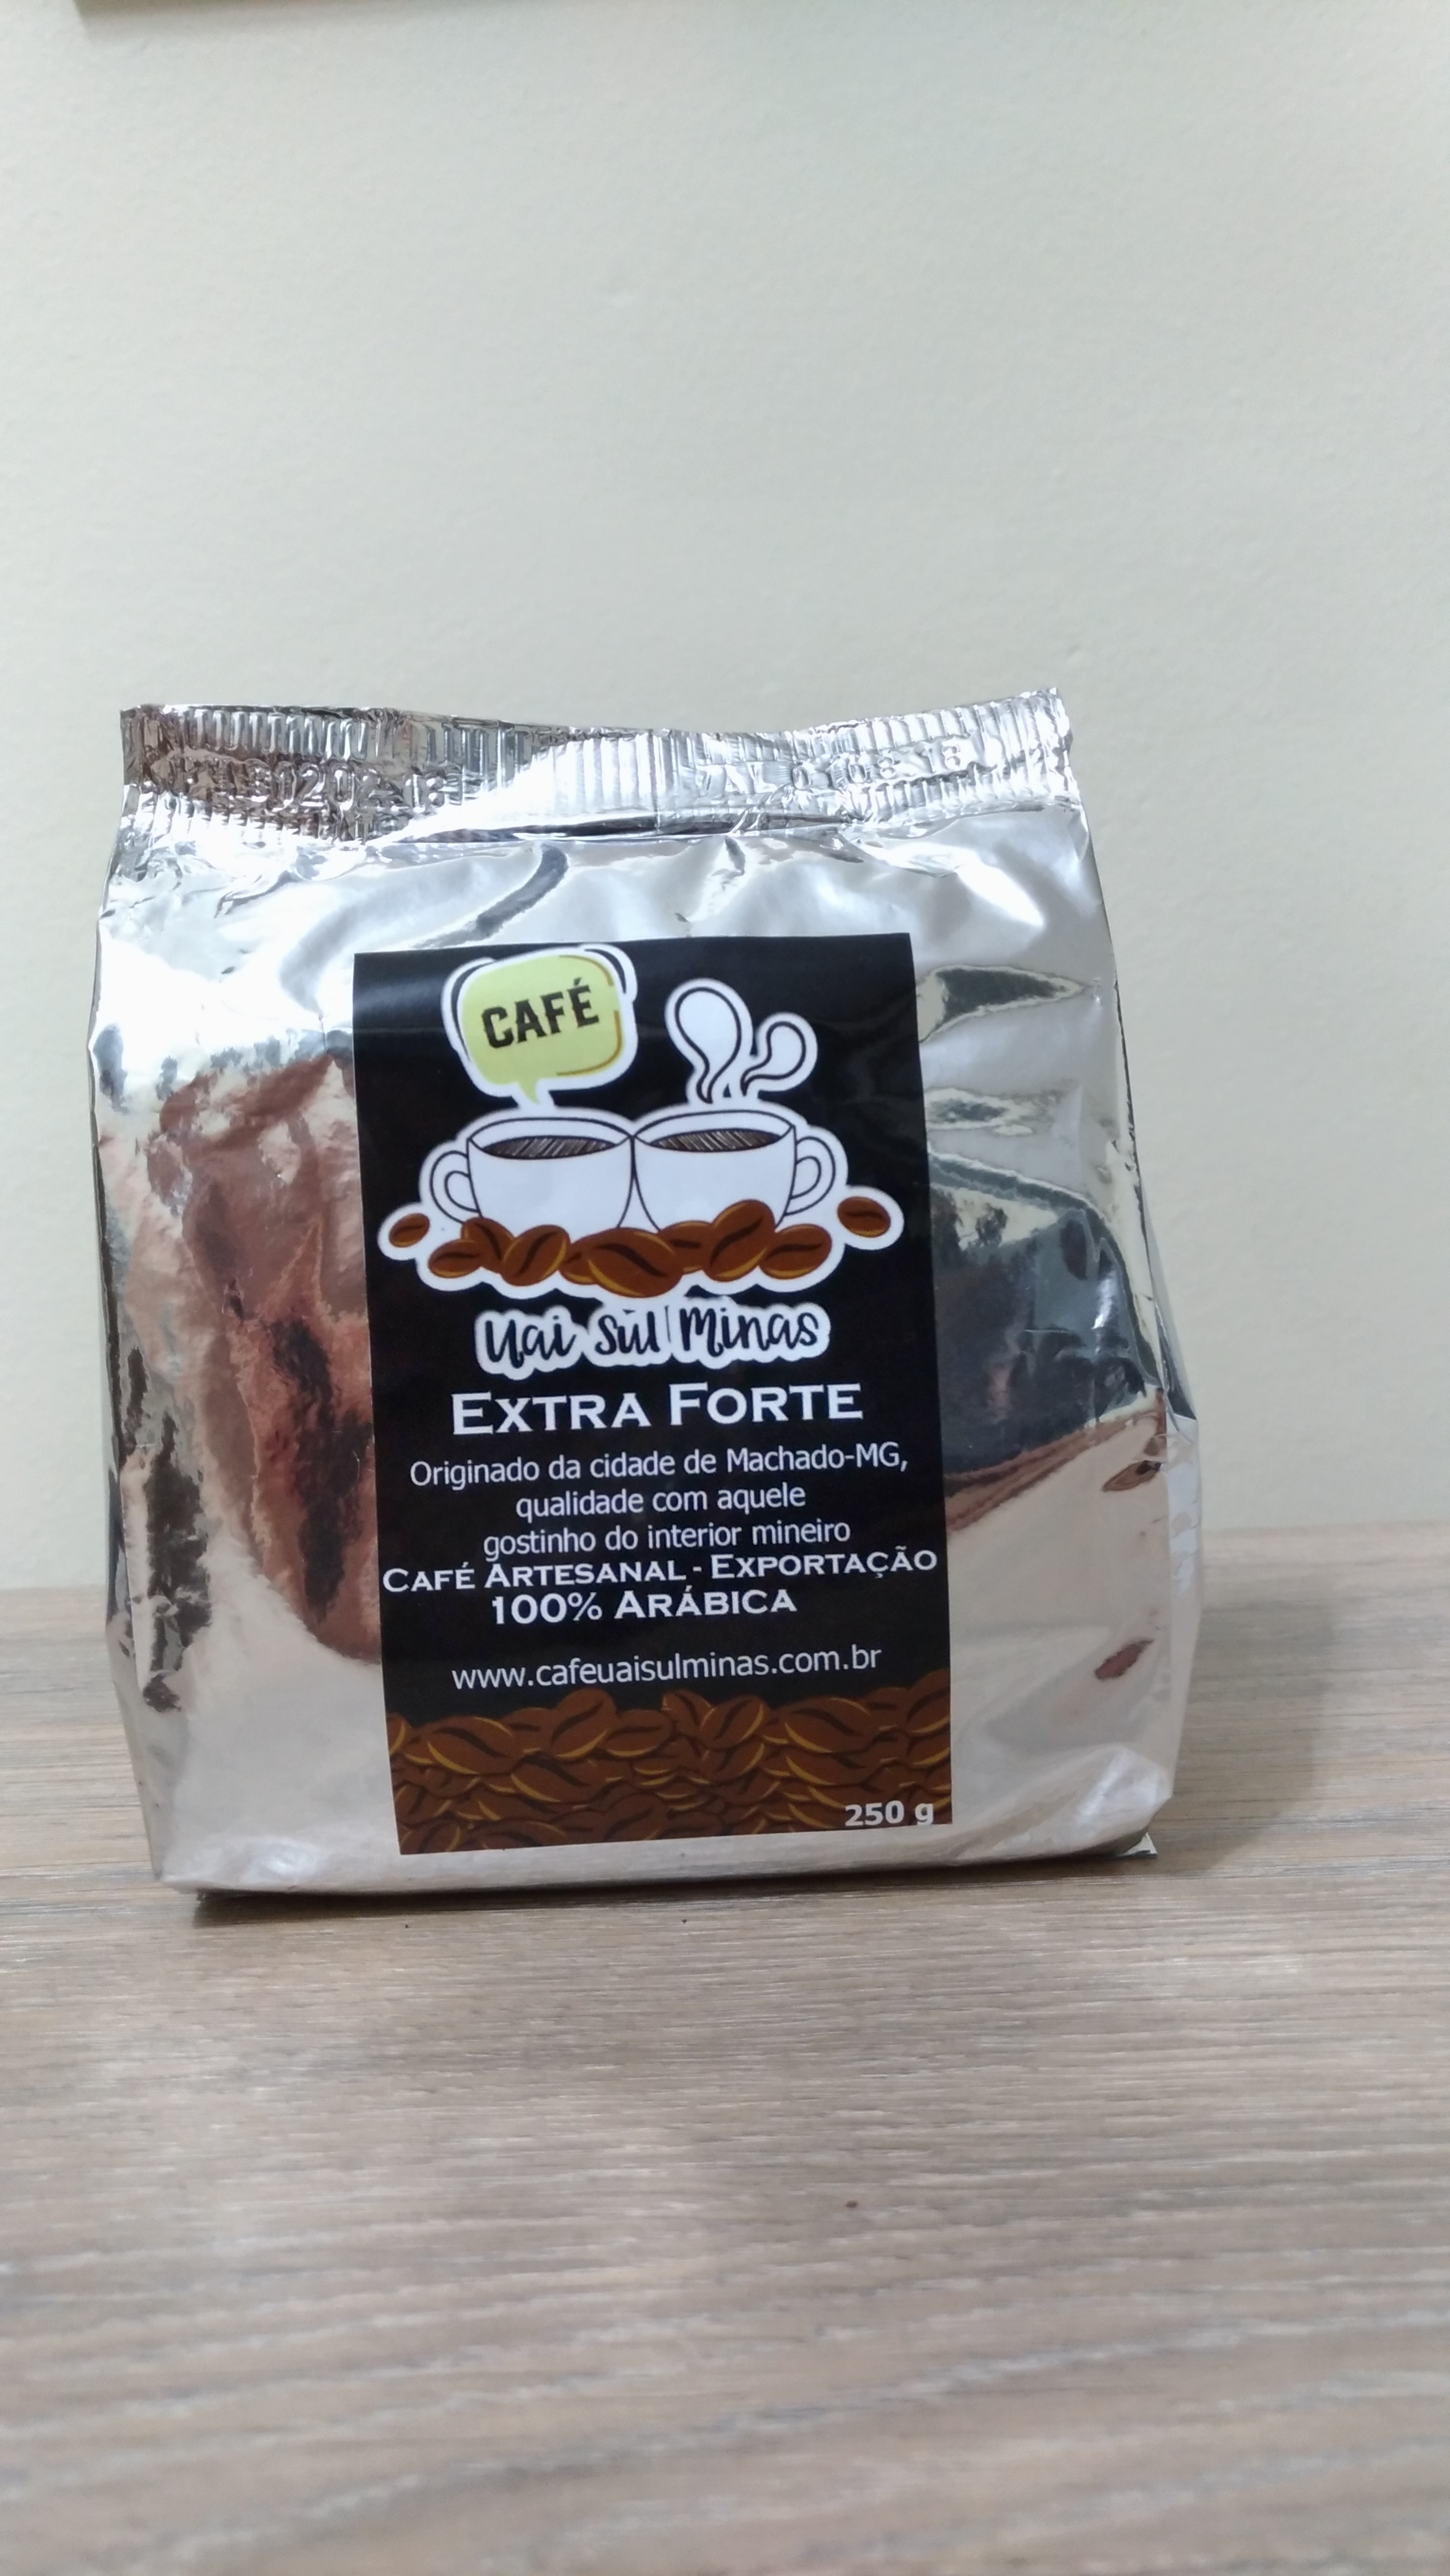 CAFÉ
Uai Sul Minas
EXTRA FORTE
Originado da cidade de Machado-MG,
qualidade com aquele
gostinho do interior mineiro
CAFÉ ARTESANAL - EXPORTAÇÃO
100% ARÁBICA
www.cafeuaisulminas.com.br
250 g